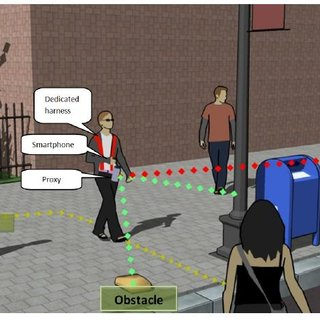 Dedicated
harness
Smartphone
Proxy
Obstacle